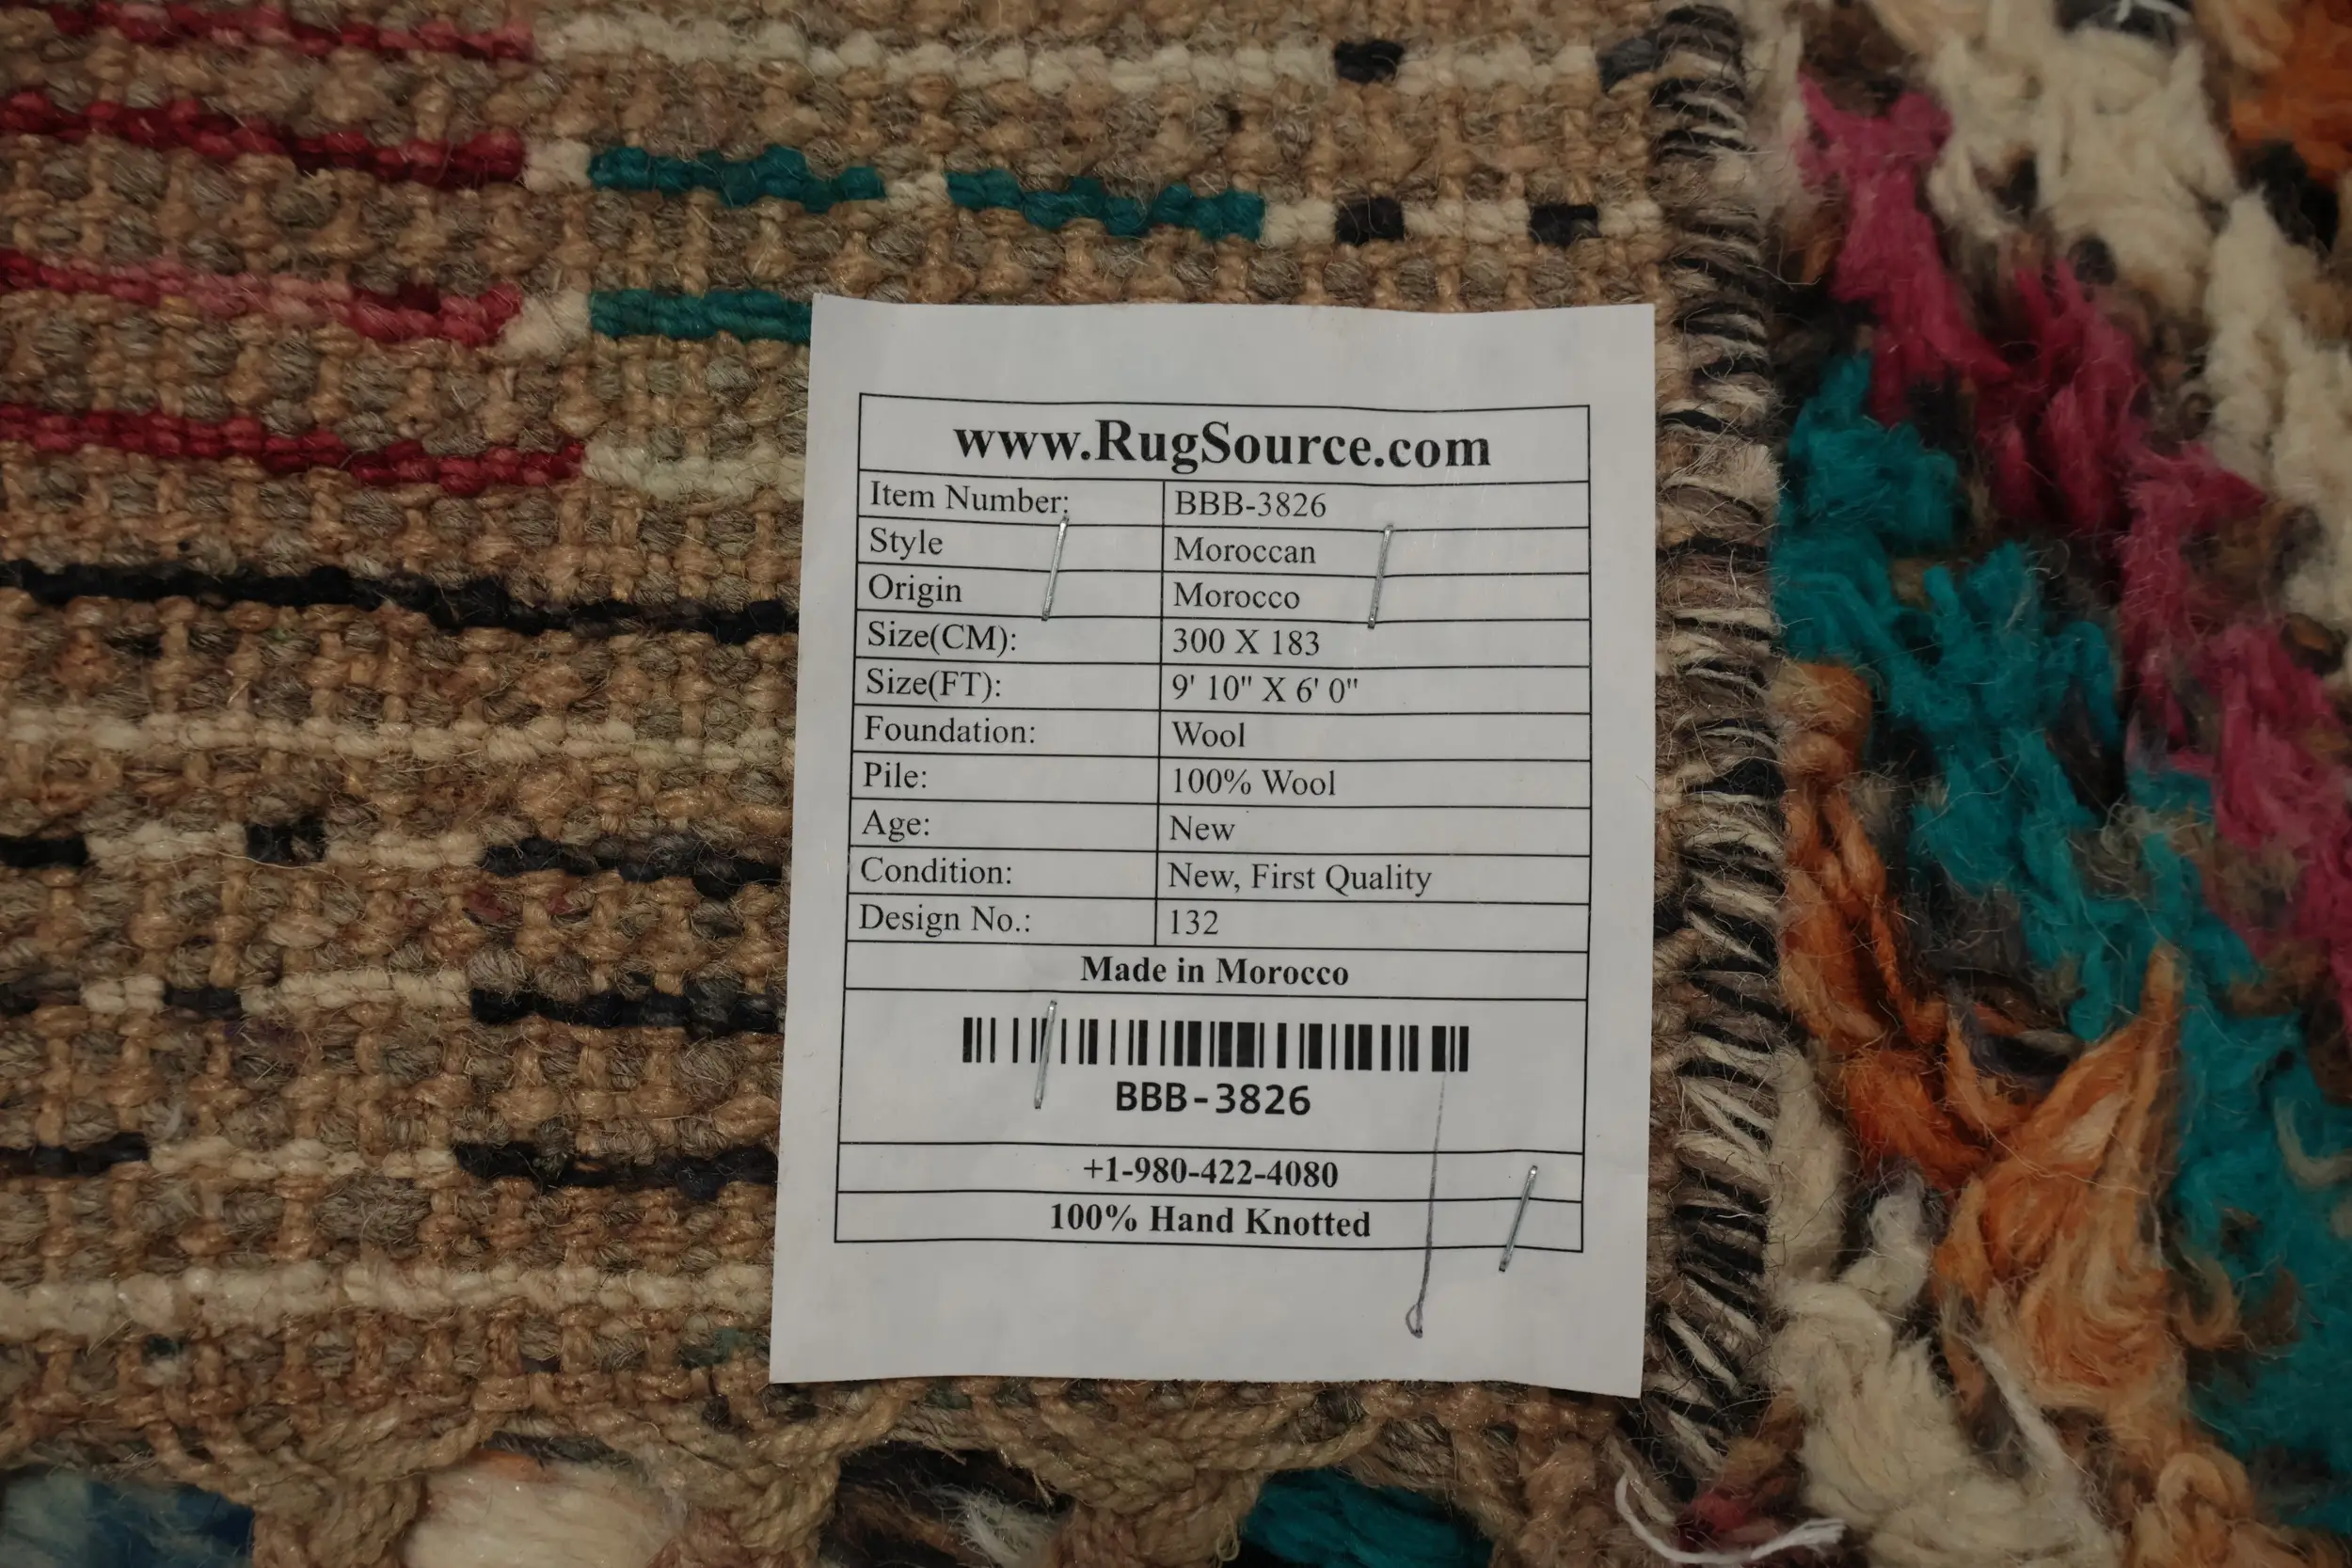 www.RugSource.com
Item Number: BBB-3826
Style Moroccan
Origin Morocco
Size(CM): 300 X 183
Size(FT): 9' 10" X 6' 0"
Foundation: Wool
Pile: 100% Wool
Age: New
Condition: New, First Quality
Design No.: 132
Made in Morocco
BBB-3826
+1-980-422-4080
100% Hand Knotted